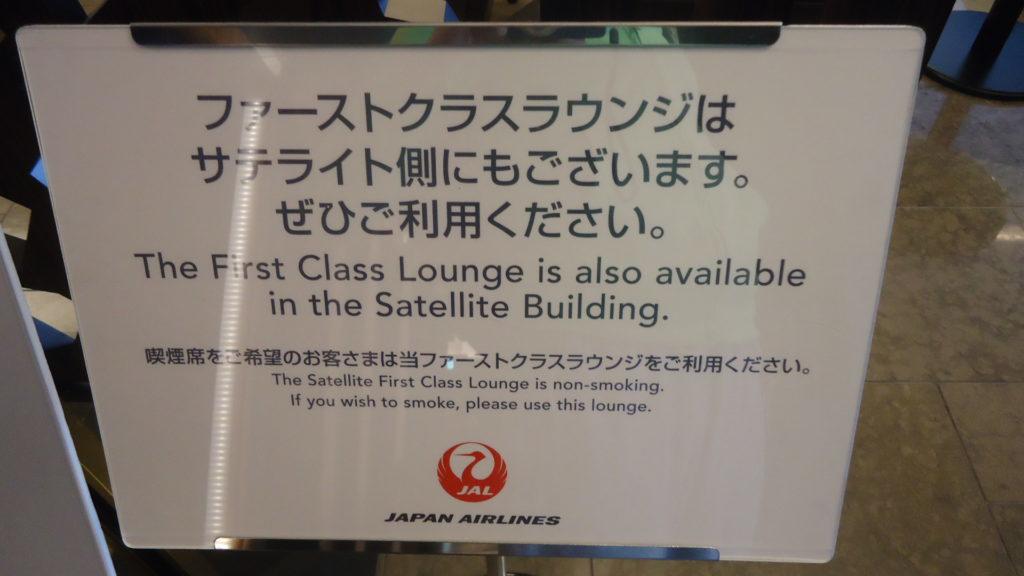 ファーストクラスラウンジは
サテライト側にもございます。
ぜひご利用ください。
The First Class Lounge is also available
in the Satellite Building.
喫煙席をご希望のお客さまは当ファーストクラスラウンジをご利用ください。
The Satellite First Class Lounge is non-smoking.
If you wish to smoke, please use this lounge.
JAL
JAPAN AIRLINES